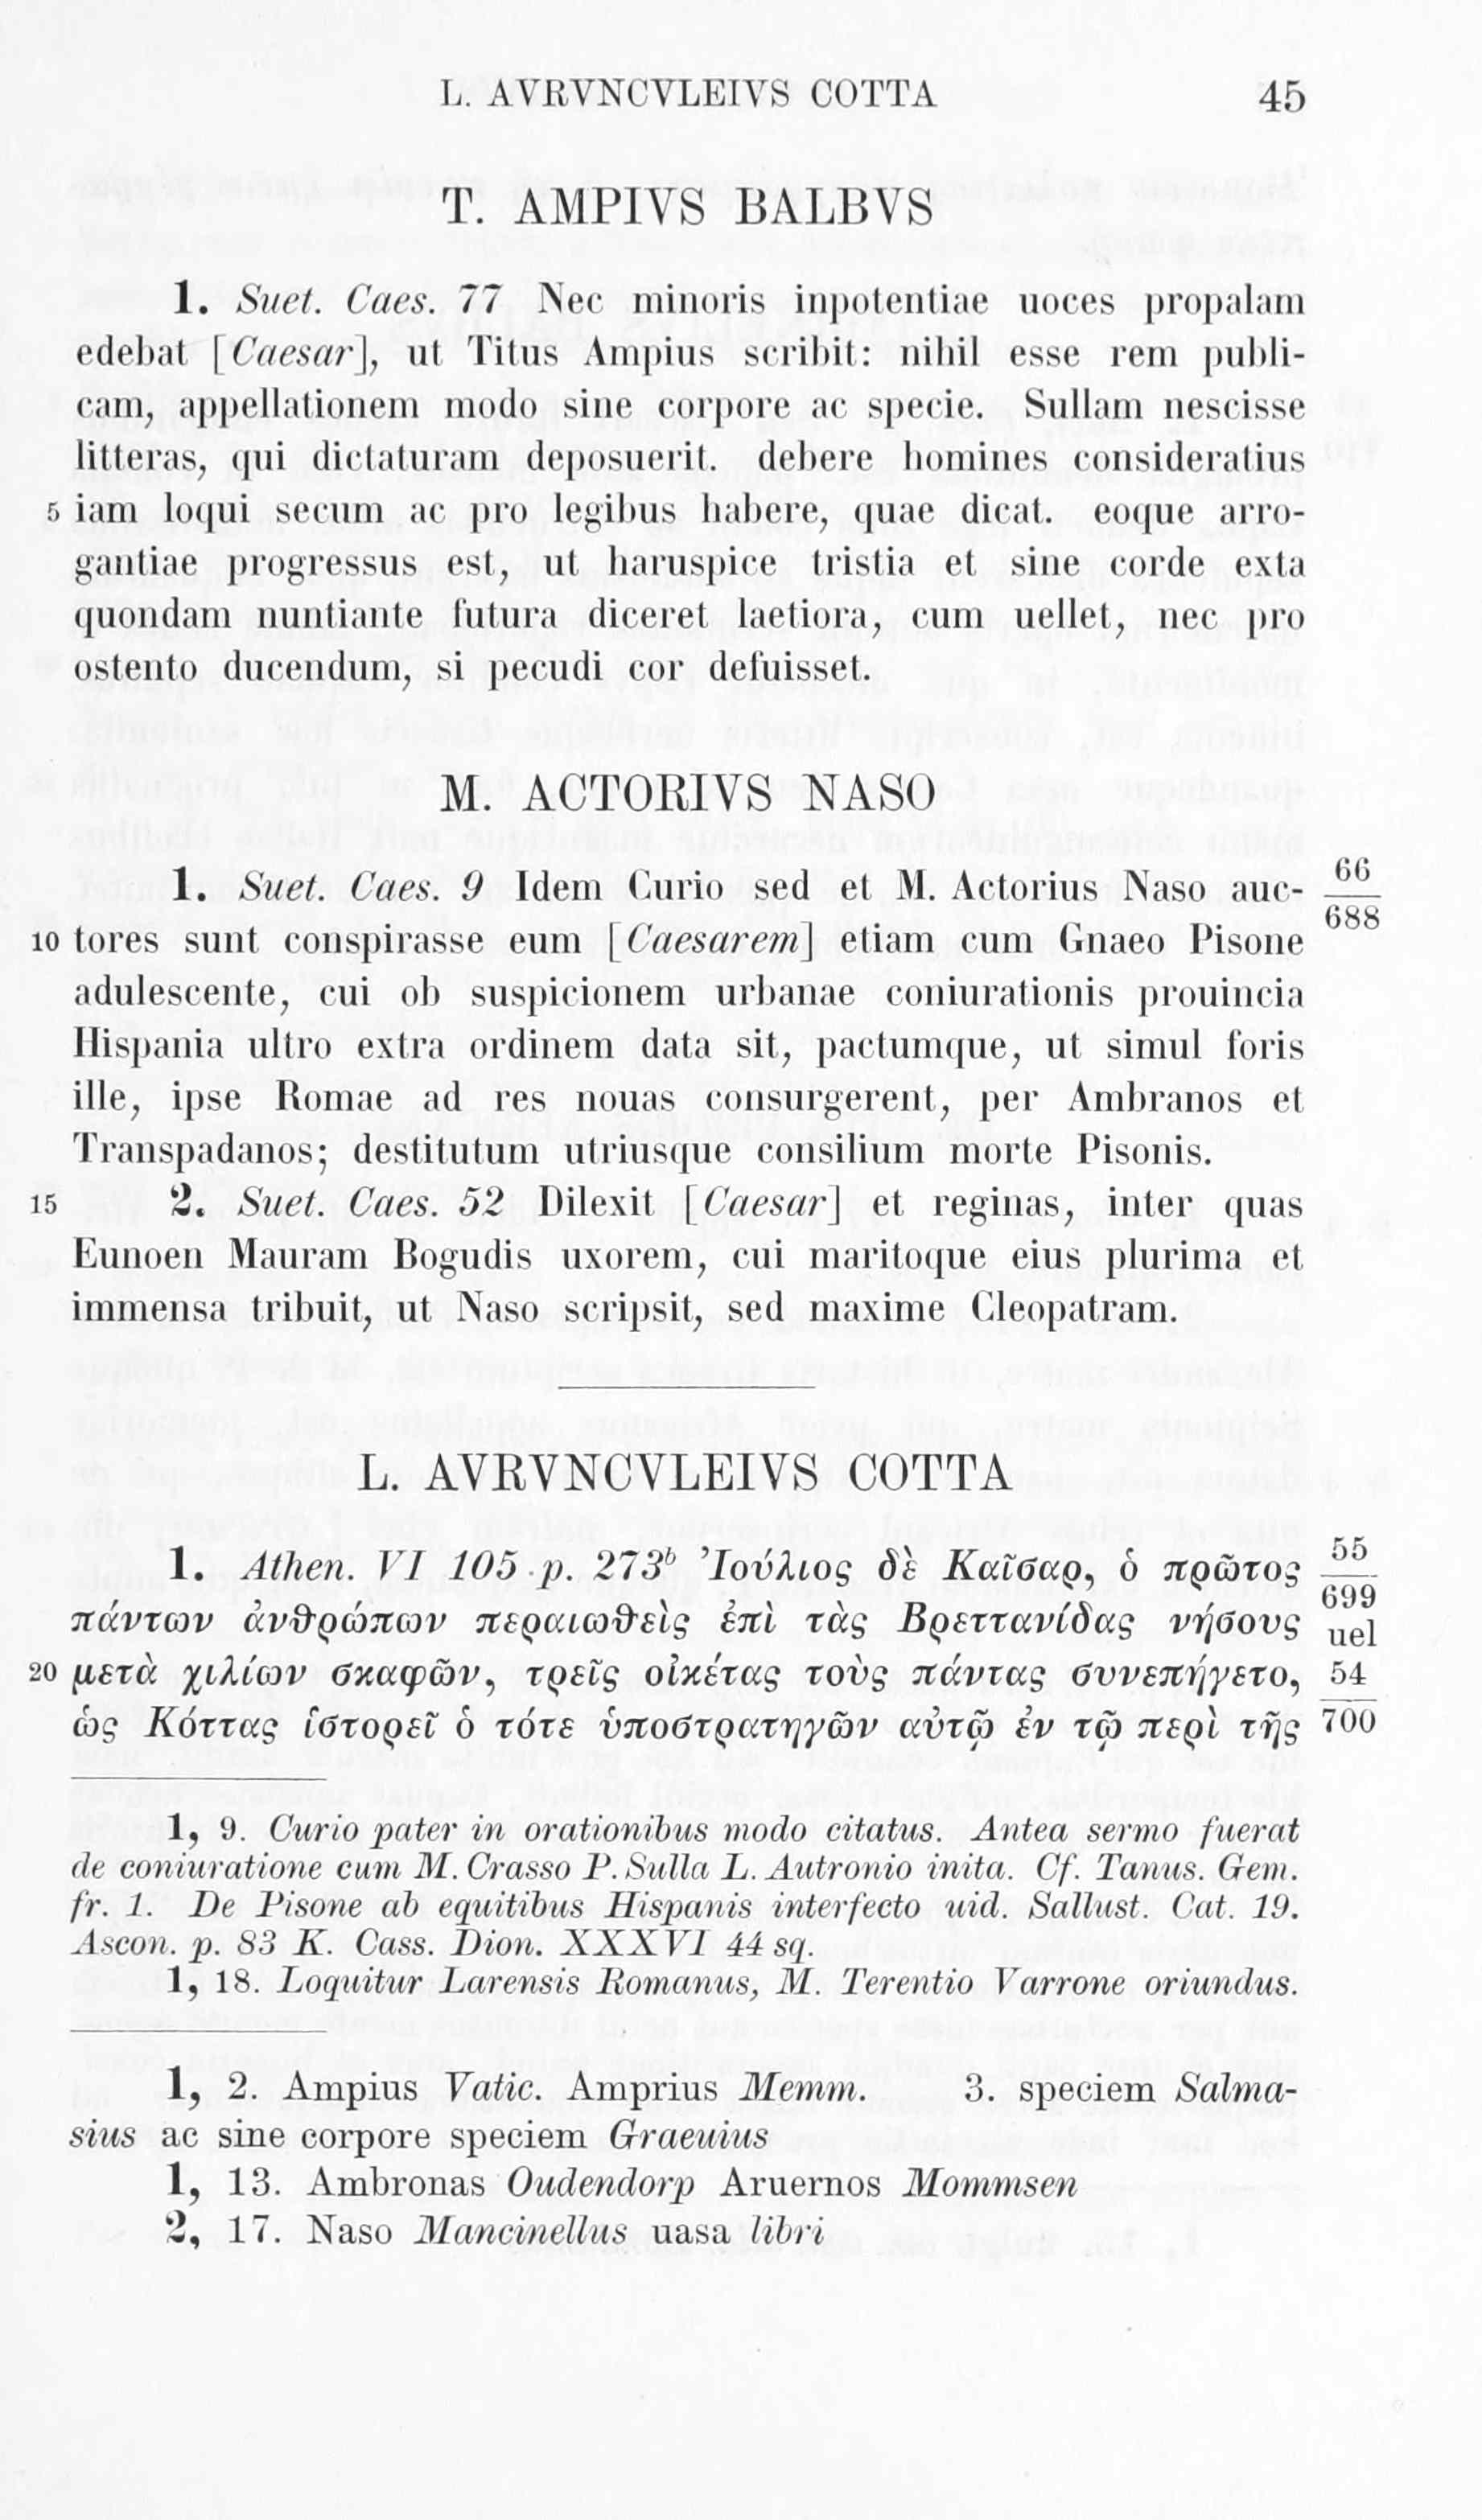 L. AVRVNCVLEIVS COTTA 45
T. AMPIVS BALBVS
1. Suet. Caes. 77 Nec minoris inpotentiae uoces propalam
edebat [Caesar], ut Titus Ampius scribit: nihil esse rem publi-
cam, appellationem modo sine corpore ac specie. Sullam nescisse
litteras, qui dictaturam deposuerit. debere homines consideratius
5 iam loqui secum ac pro legibus habere, quae dicat. eoque arro-
gantiae progressus est, ut haruspice tristia et sine corde exta
quondam nuntiante futura diceret laetiora, cum uellet, nec pro
ostento ducendum, si pecudi cor defuisset.
M. ACTORIVS NASO
1. Suet. Caes. 9 Idem Curio sed et M. Actorius Naso auc- 66
688
10 tores sunt conspirasse eum [Caesarem] etiam cum Gnaeo Pisone
adulescente, cui ob suspicionem urbanae coniurationis prouincia
Hispania ultro extra ordinem data sit, pactumque, ut simul foris
ille, ipse Romae ad res nouas consurgerent, per Ambranos et
Transpadanos; destitutum utriusque consilium morte Pisonis.
15 2. Suet. Caes. 52 Dilexit [Caesar] et reginas, inter quas
Eunoen Mauram Bogudis uxorem, cui maritoque eius plurima et
immensa tribuit, ut Naso scripsit, sed maxime Cleopatram.
L. AVRVNCVLEIVS COTTA
1. Athen. VI 105 p. 273b Ἰούλιος δὲ Καῖσαρ, ὁ πρῶτος 55
699
πάντων ἀνθρώπων περαιωθεὶς ἐπὶ τὰς Βρεττανίδας νήσους uel
20 μετὰ χιλίων σκαφῶν, τρεῖς οἰκέτας τοὺς πάντας συνεπήγετο, 54
ὡς Κόττας ἱστορεῖ ὁ τότε ὑποστρατηγῶν αὐτῷ ἐν τῷ περὶ τῆς 700
1, 9. Curio pater in orationibus modo citatus. Antea sermo fuerat
de coniuratione cum M. Crasso P. Sulla L. Autronio inita. Cf. Tanus. Gem.
fr. 1. De Pisone ab equitibus Hispanis interfecto uid. Sallust. Cat. 19.
Ascon. p. 83 K. Cass. Dion. XXXVI 44 sq.
1, 18. Loquitur Larensis Romanus, M. Terentio Varrone oriundus.
1, 2. Ampius Vatic. Amprius Memm. 3. speciem Salma-
sius ac sine corpore speciem Graeuius
1, 13. Ambronas Oudendorp Aruernos Mommsen
2, 17. Naso Mancinellus uasa libri